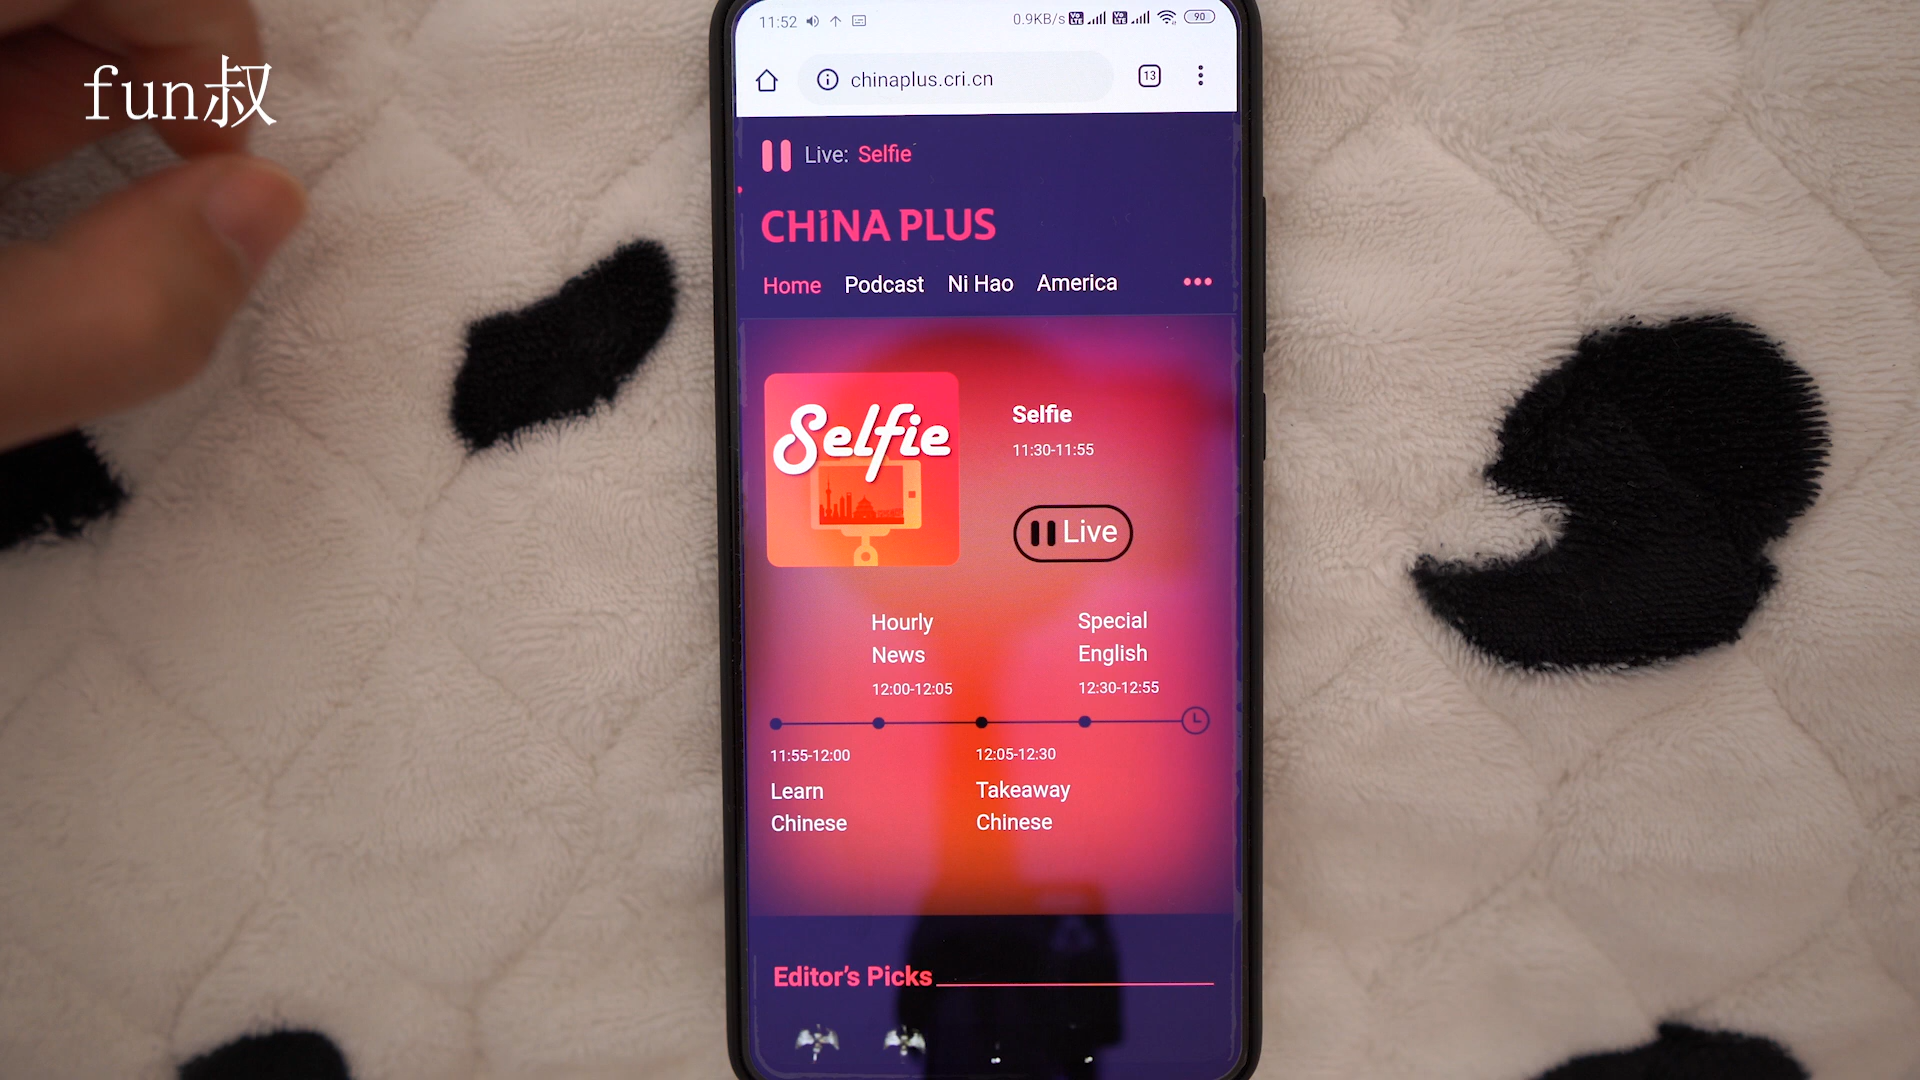 fun叔
11:52 0.9KB/s 90
chinaplus.cri.cn 13
Live: Selfie
CHINA PLUS
Home Podcast Ni Hao America
Selfie
Selfie
11:30-11:55
Live
Hourly
News
12:00-12:05
Special
English
12:30-12:55
11:55-12:00
Learn
Chinese
12:05-12:30
Takeaway
Chinese
Editor's Picks